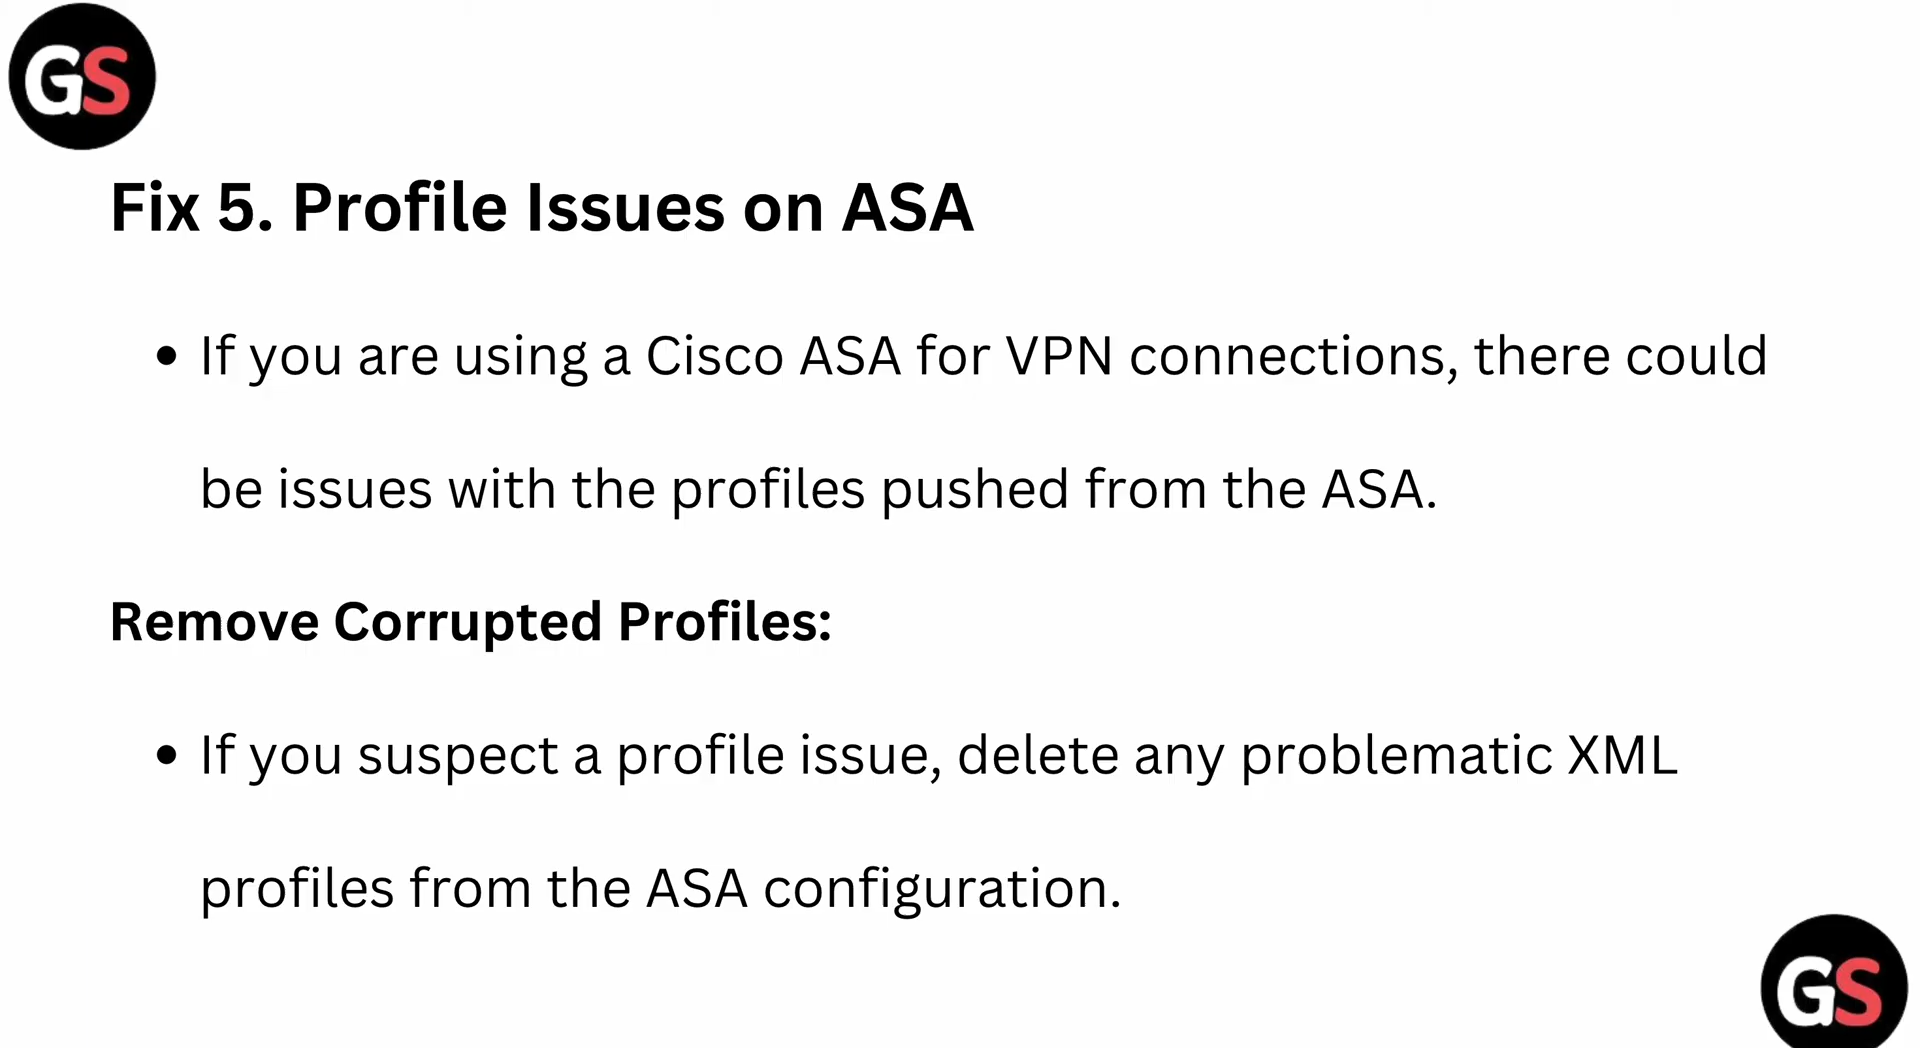 GS
Fix 5. Profile Issues on ASA
• If you are using a Cisco ASA for VPN connections, there could
be issues with the profiles pushed from the ASA.
Remove Corrupted Profiles:
• If you suspect a profile issue, delete any problematic XML
profiles from the ASA configuration.
GS